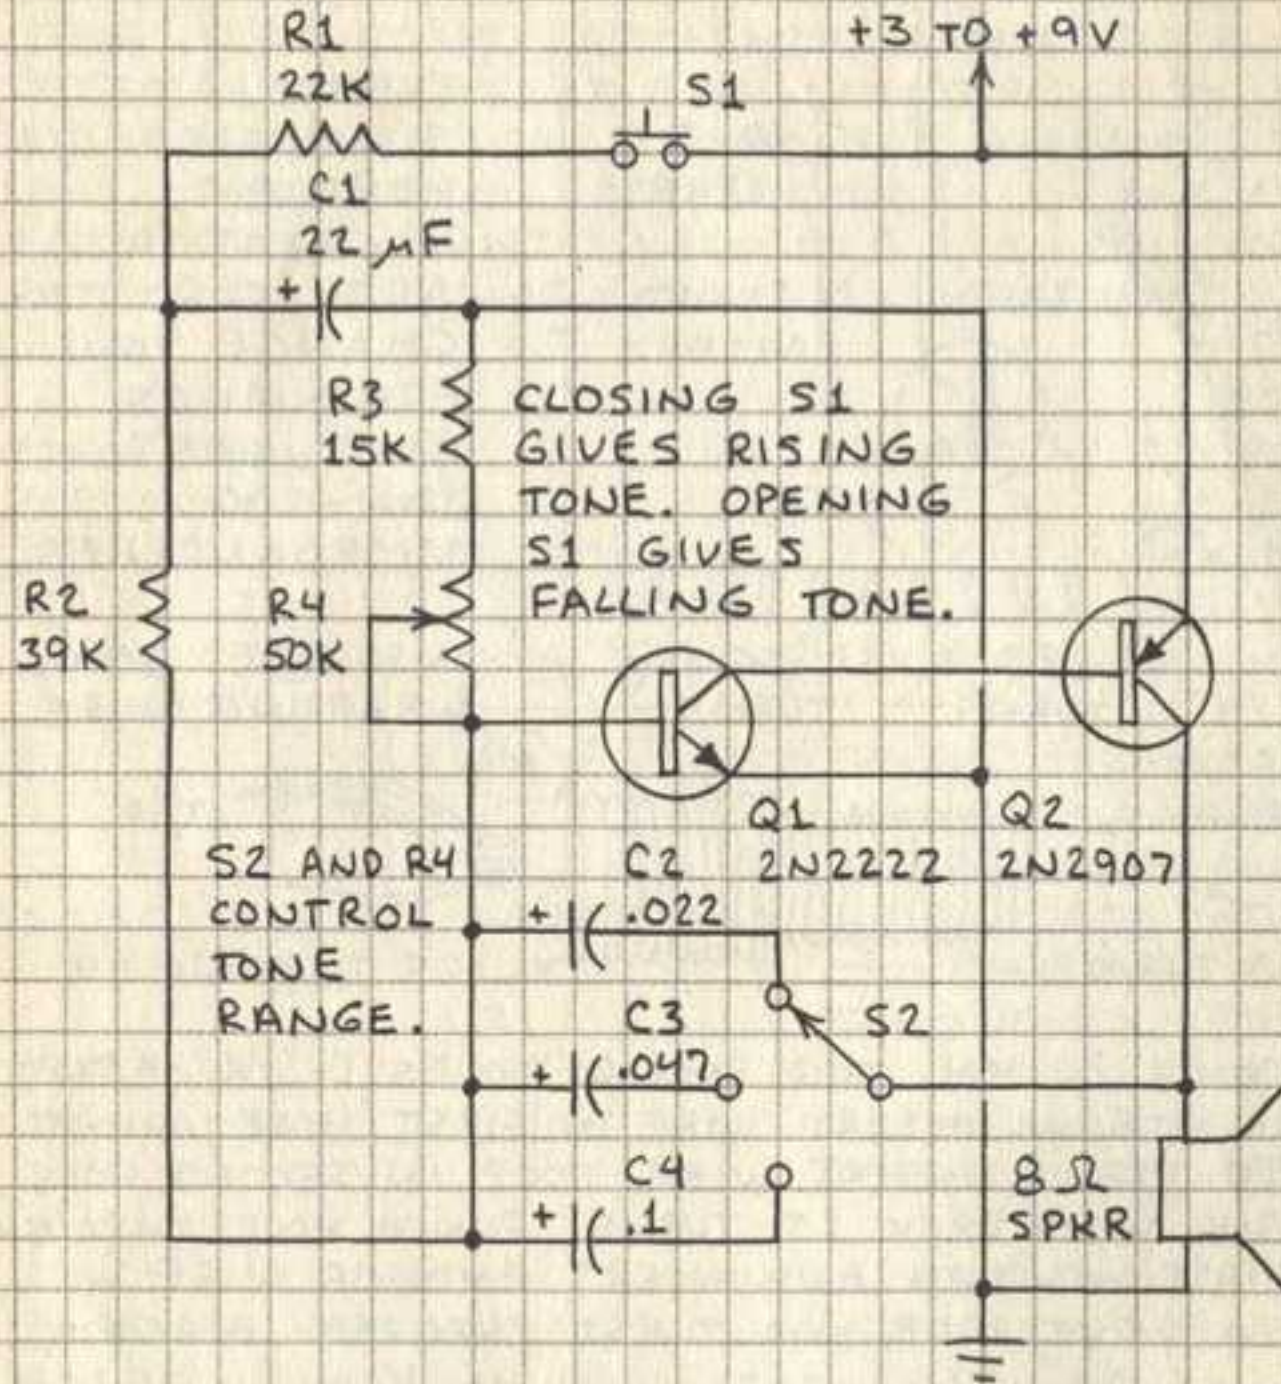 R1
22K
+3 TO +9V
S1
C1
22 µF
+
R3
15K
CLOSING S1
GIVES RISING
TONE. OPENING
S1 GIVES
FALLING TONE.
R2
39K
R4
50K
Q1
2N2222
Q2
2N2907
S2 AND R4
CONTROL
TONE
RANGE.
C2
+ .022
C3
+ .047
S2
C4
+ .1
8 Ω
SPKR